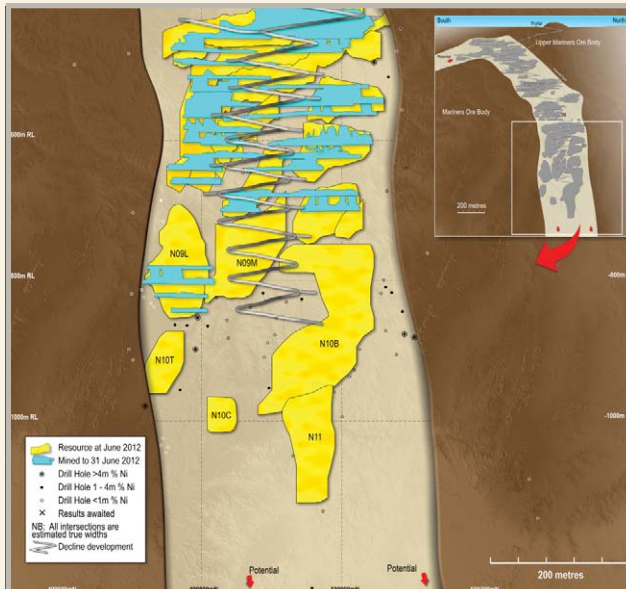 South
North
Upper Mariners Ore Body
Mariners Ore Body
200 metres
600m RL
N09L
N09M
800m RL
-800m
N10B
N10T
N10C
N11
1000m RL
-1000m
Resource at June 2012
Mined to 31 June 2012
Drill Hole >4m % Ni
Drill Hole 1 - 4m % Ni
Drill Hole <1m % Ni
Results awaited
NB: All intersections are
estimated true widths
Decline development
Potential
Potential
200 metres